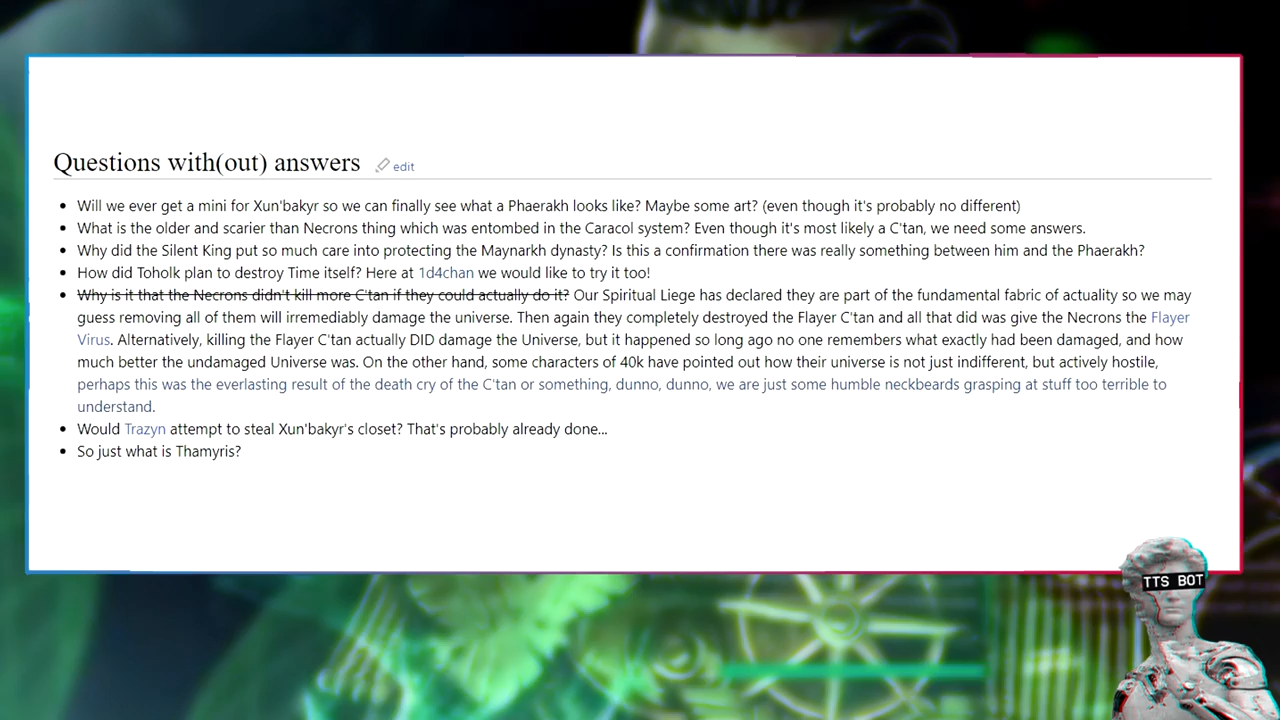 Questions with(out) answers edit
• Will we ever get a mini for Xun'bakyr so we can finally see what a Phaerakh looks like? Maybe some art? (even though it's probably no different)
• What is the older and scarier than Necrons thing which was entombed in the Caracol system? Even though it's most likely a C'tan, we need some answers.
• Why did the Silent King put so much care into protecting the Maynarkh dynasty? Is this a confirmation there was really something between him and the Phaerakh?
• How did Toholk plan to destroy Time itself? Here at 1d4chan we would like to try it too!
• Why is it that the Necrons didn't kill more C'tan if they could actually do it? Our Spiritual Liege has declared they are part of the fundamental fabric of actuality so we may
guess removing all of them will irremediably damage the universe. Then again they completely destroyed the Flayer C'tan and all that did was give the Necrons the Flayer
Virus. Alternatively, killing the Flayer C'tan actually DID damage the Universe, but it happened so long ago no one remembers what exactly had been damaged, and how
much better the undamaged Universe was. On the other hand, some characters of 40k have pointed out how their universe is not just indifferent, but actively hostile,
perhaps this was the everlasting result of the death cry of the C'tan or something, dunno, dunno, we are just some humble neckbeards grasping at stuff too terrible to
understand.
• Would Trazyn attempt to steal Xun'bakyr's closet? That's probably already done...
• So just what is Thamyris?
TTS BOT